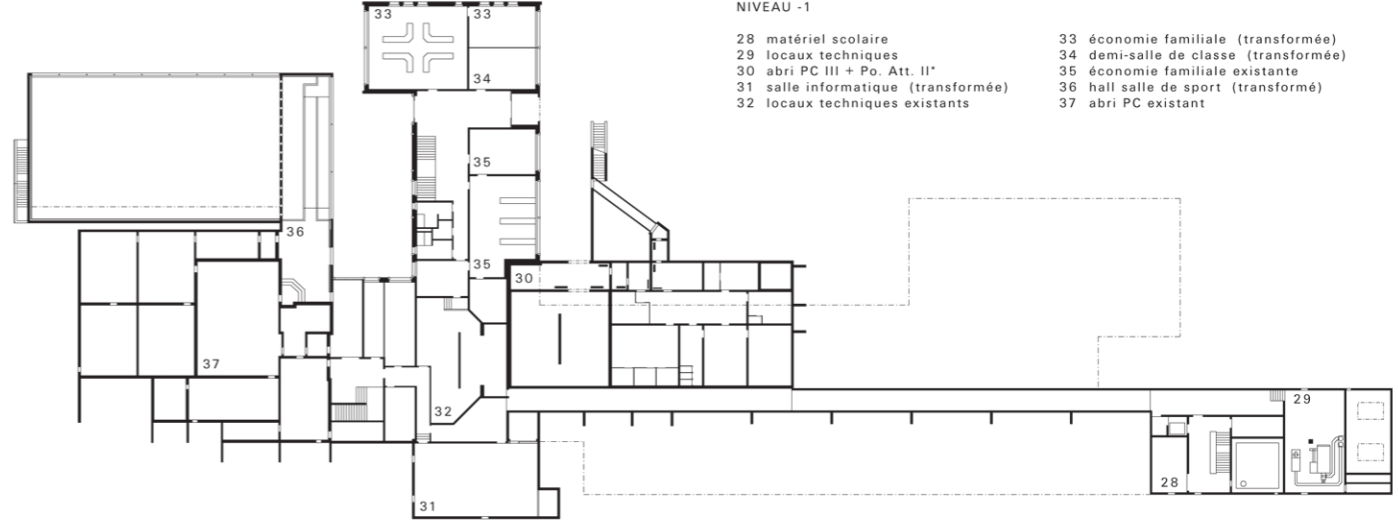 NIVEAU -1
28 matériel scolaire
29 locaux techniques
30 abri PC III + Po. Att. II*
31 salle informatique (transformée)
32 locaux techniques existants
33 économie familiale (transformée)
34 demi-salle de classe (transformée)
35 économie familiale existante
36 hall salle de sport (transformé)
37 abri PC existant
33
33
34
35
36
35
30
37
32
29
28
31